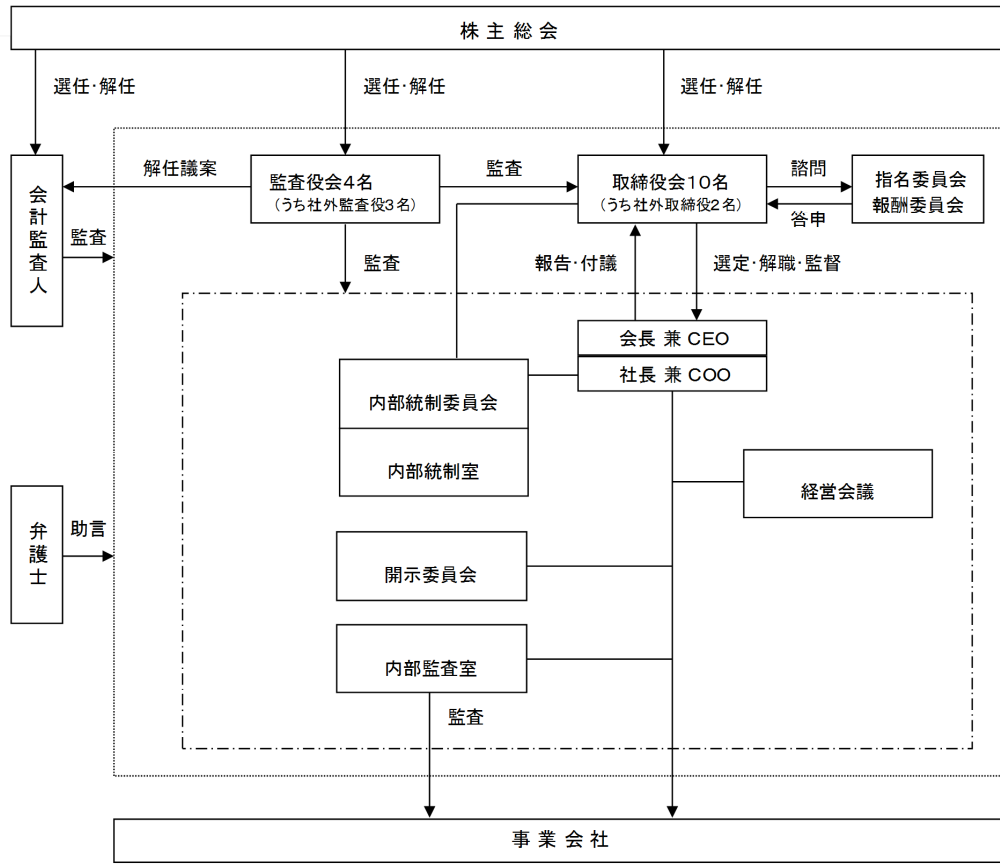 株主総会
選任・解任
選任・解任
選任・解任
解任議案
監査役会4名
（うち社外監査役3名）
監査
取締役会10名
（うち社外取締役2名）
諮問
答申
指名委員会
報酬委員会
会計監査人
監査
監査
報告・付議
選定・解職・監督
会長 兼 CEO
社長 兼 COO
内部統制委員会
内部統制室
経営会議
弁護士
助言
開示委員会
内部監査室
監査
事業会社